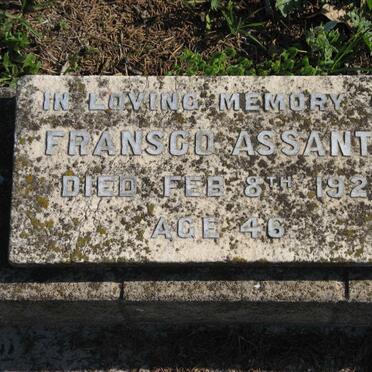 IN LOVING MEMORY
FRANSCO ASSANT
DIED FEB 8TH 192
AGE 46